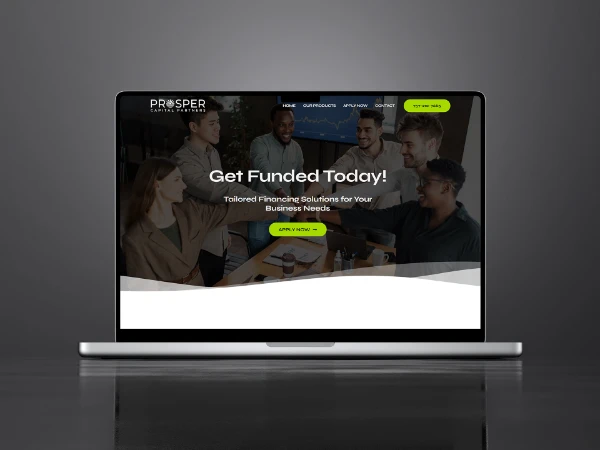 PROSPER
CAPITAL PARTNERS
HOME OUR PRODUCTS APPLY NOW CONTACT
Get Funded Today!
Tailored Financing Solutions for Your
Business Needs
APPLY NOW →